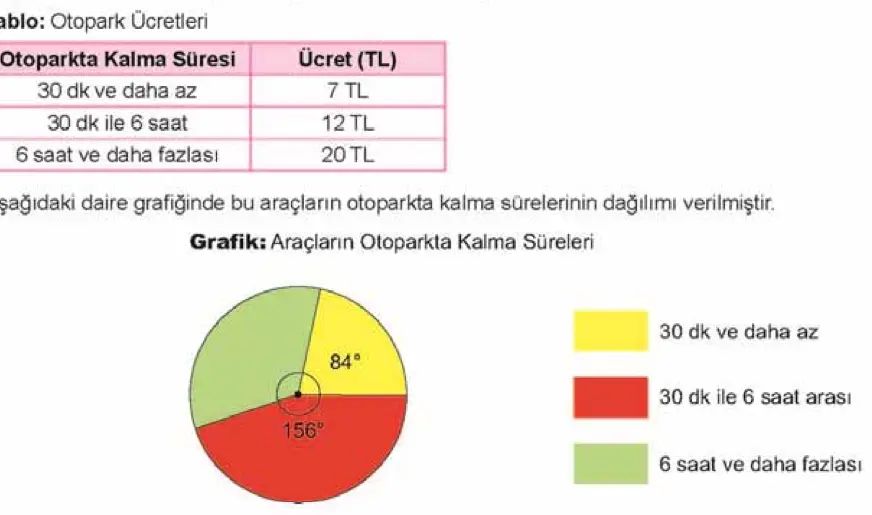 ablo: Otopark Ücretleri
Otoparkta Kalma Süresi Ücret (TL)
30 dk ve daha az 7 TL
30 dk ile 6 saat 12 TL
6 saat ve daha fazlası 20 TL
şağıdaki daire grafiğinde bu araçların otoparkta kalma sürelerinin dağılımı verilmiştir.
Grafik: Araçların Otoparkta Kalma Süreleri
84°
156°
30 dk ve daha az
30 dk ile 6 saat arası
6 saat ve daha fazlası